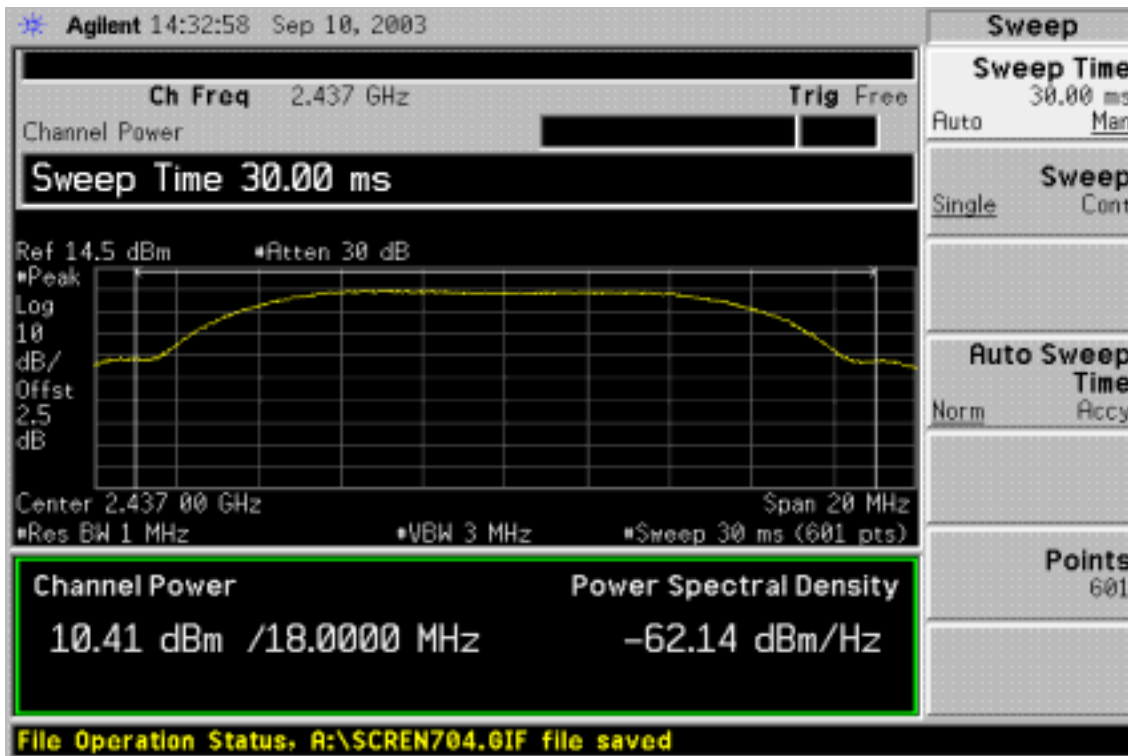 Agilent 14:32:58 Sep 10, 2003
Ch Freq 2.437 GHz Trig Free
Channel Power
Sweep Time 30.00 ms
Ref 14.5 dBm #Atten 30 dB
#Peak
Log
10
dB/
Offst
2.5
dB
Center 2.437 00 GHz Span 20 MHz
#Res BW 1 MHz #VBW 3 MHz #Sweep 30 ms (601 pts)
Channel Power Power Spectral Density
10.41 dBm /18.0000 MHz -62.14 dBm/Hz
File Operation Status, A:\SCREN704.GIF file saved
Sweep
Sweep Time
30.00 ms
Auto Man
Sweep
Single Cont
Auto Sweep
Time
Norm Accy
Points
601